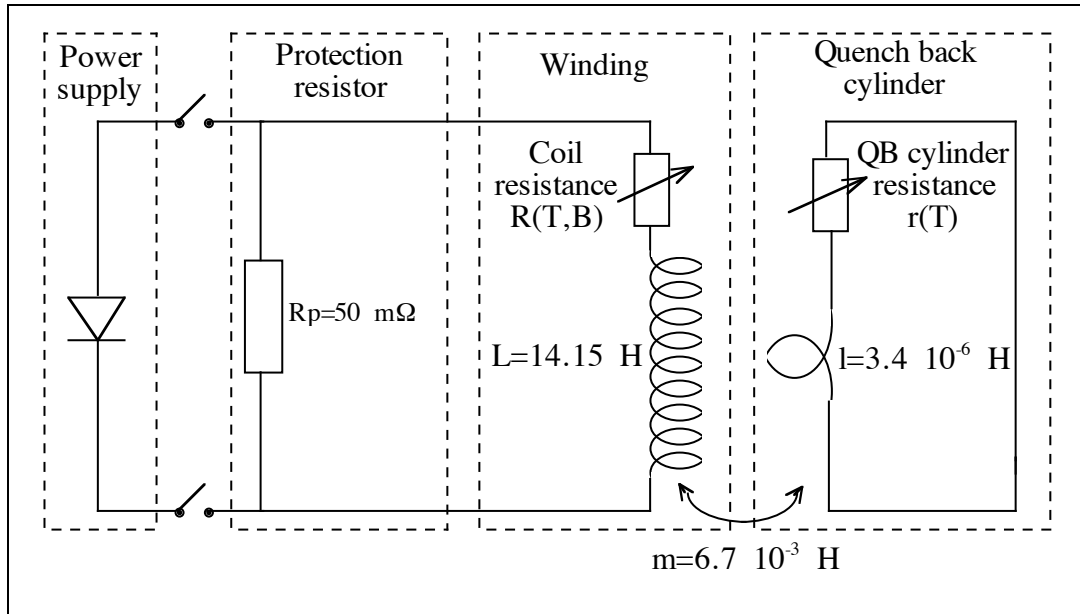 Power
supply
Protection
resistor
Winding
Quench back
cylinder
Coil
resistance
R(T,B)
QB cylinder
resistance
r(T)
Rp=50 mΩ
L=14.15 H
l=3.4 10⁻⁶ H
m=6.7 10⁻³ H